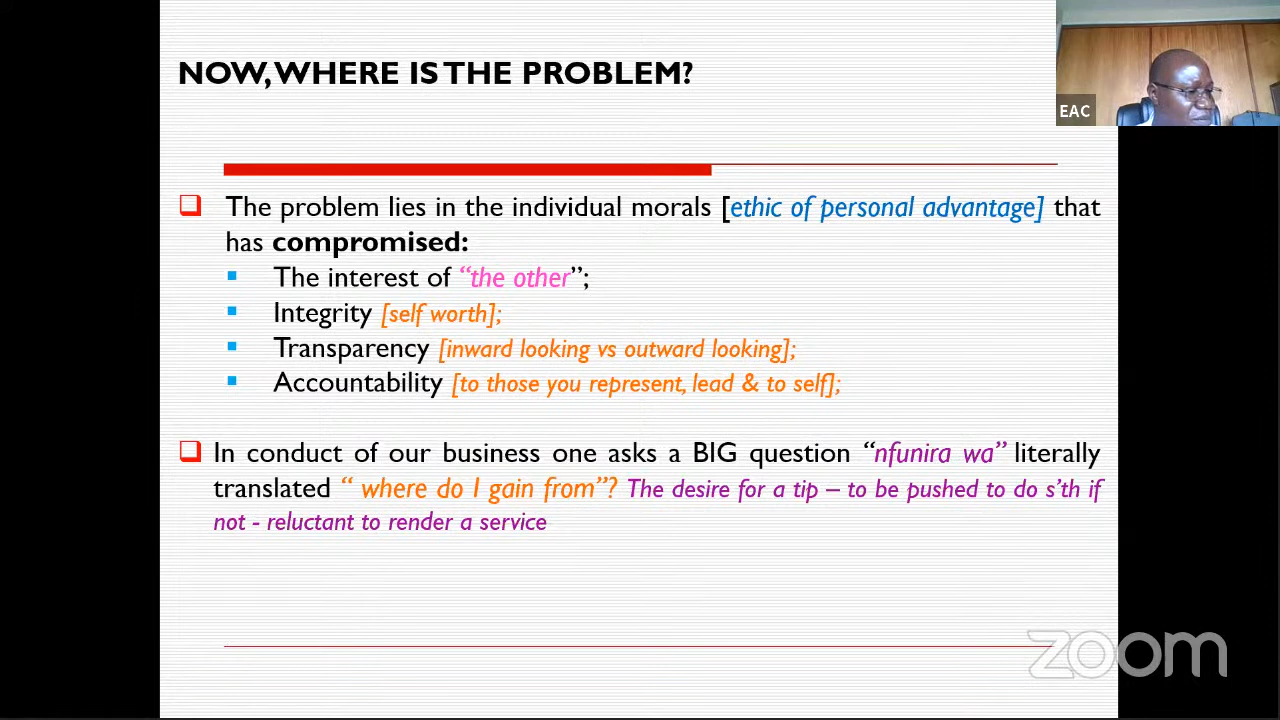 NOW, WHERE IS THE PROBLEM?
EAC
The problem lies in the individual morals [ethic of personal advantage] that
has compromised:
The interest of “the other”;
Integrity [self worth];
Transparency [inward looking vs outward looking];
Accountability [to those you represent, lead & to self];
In conduct of our business one asks a BIG question “nfunira wa” literally
translated “ where do I gain from”? The desire for a tip – to be pushed to do s’th if
not - reluctant to render a service
zoom